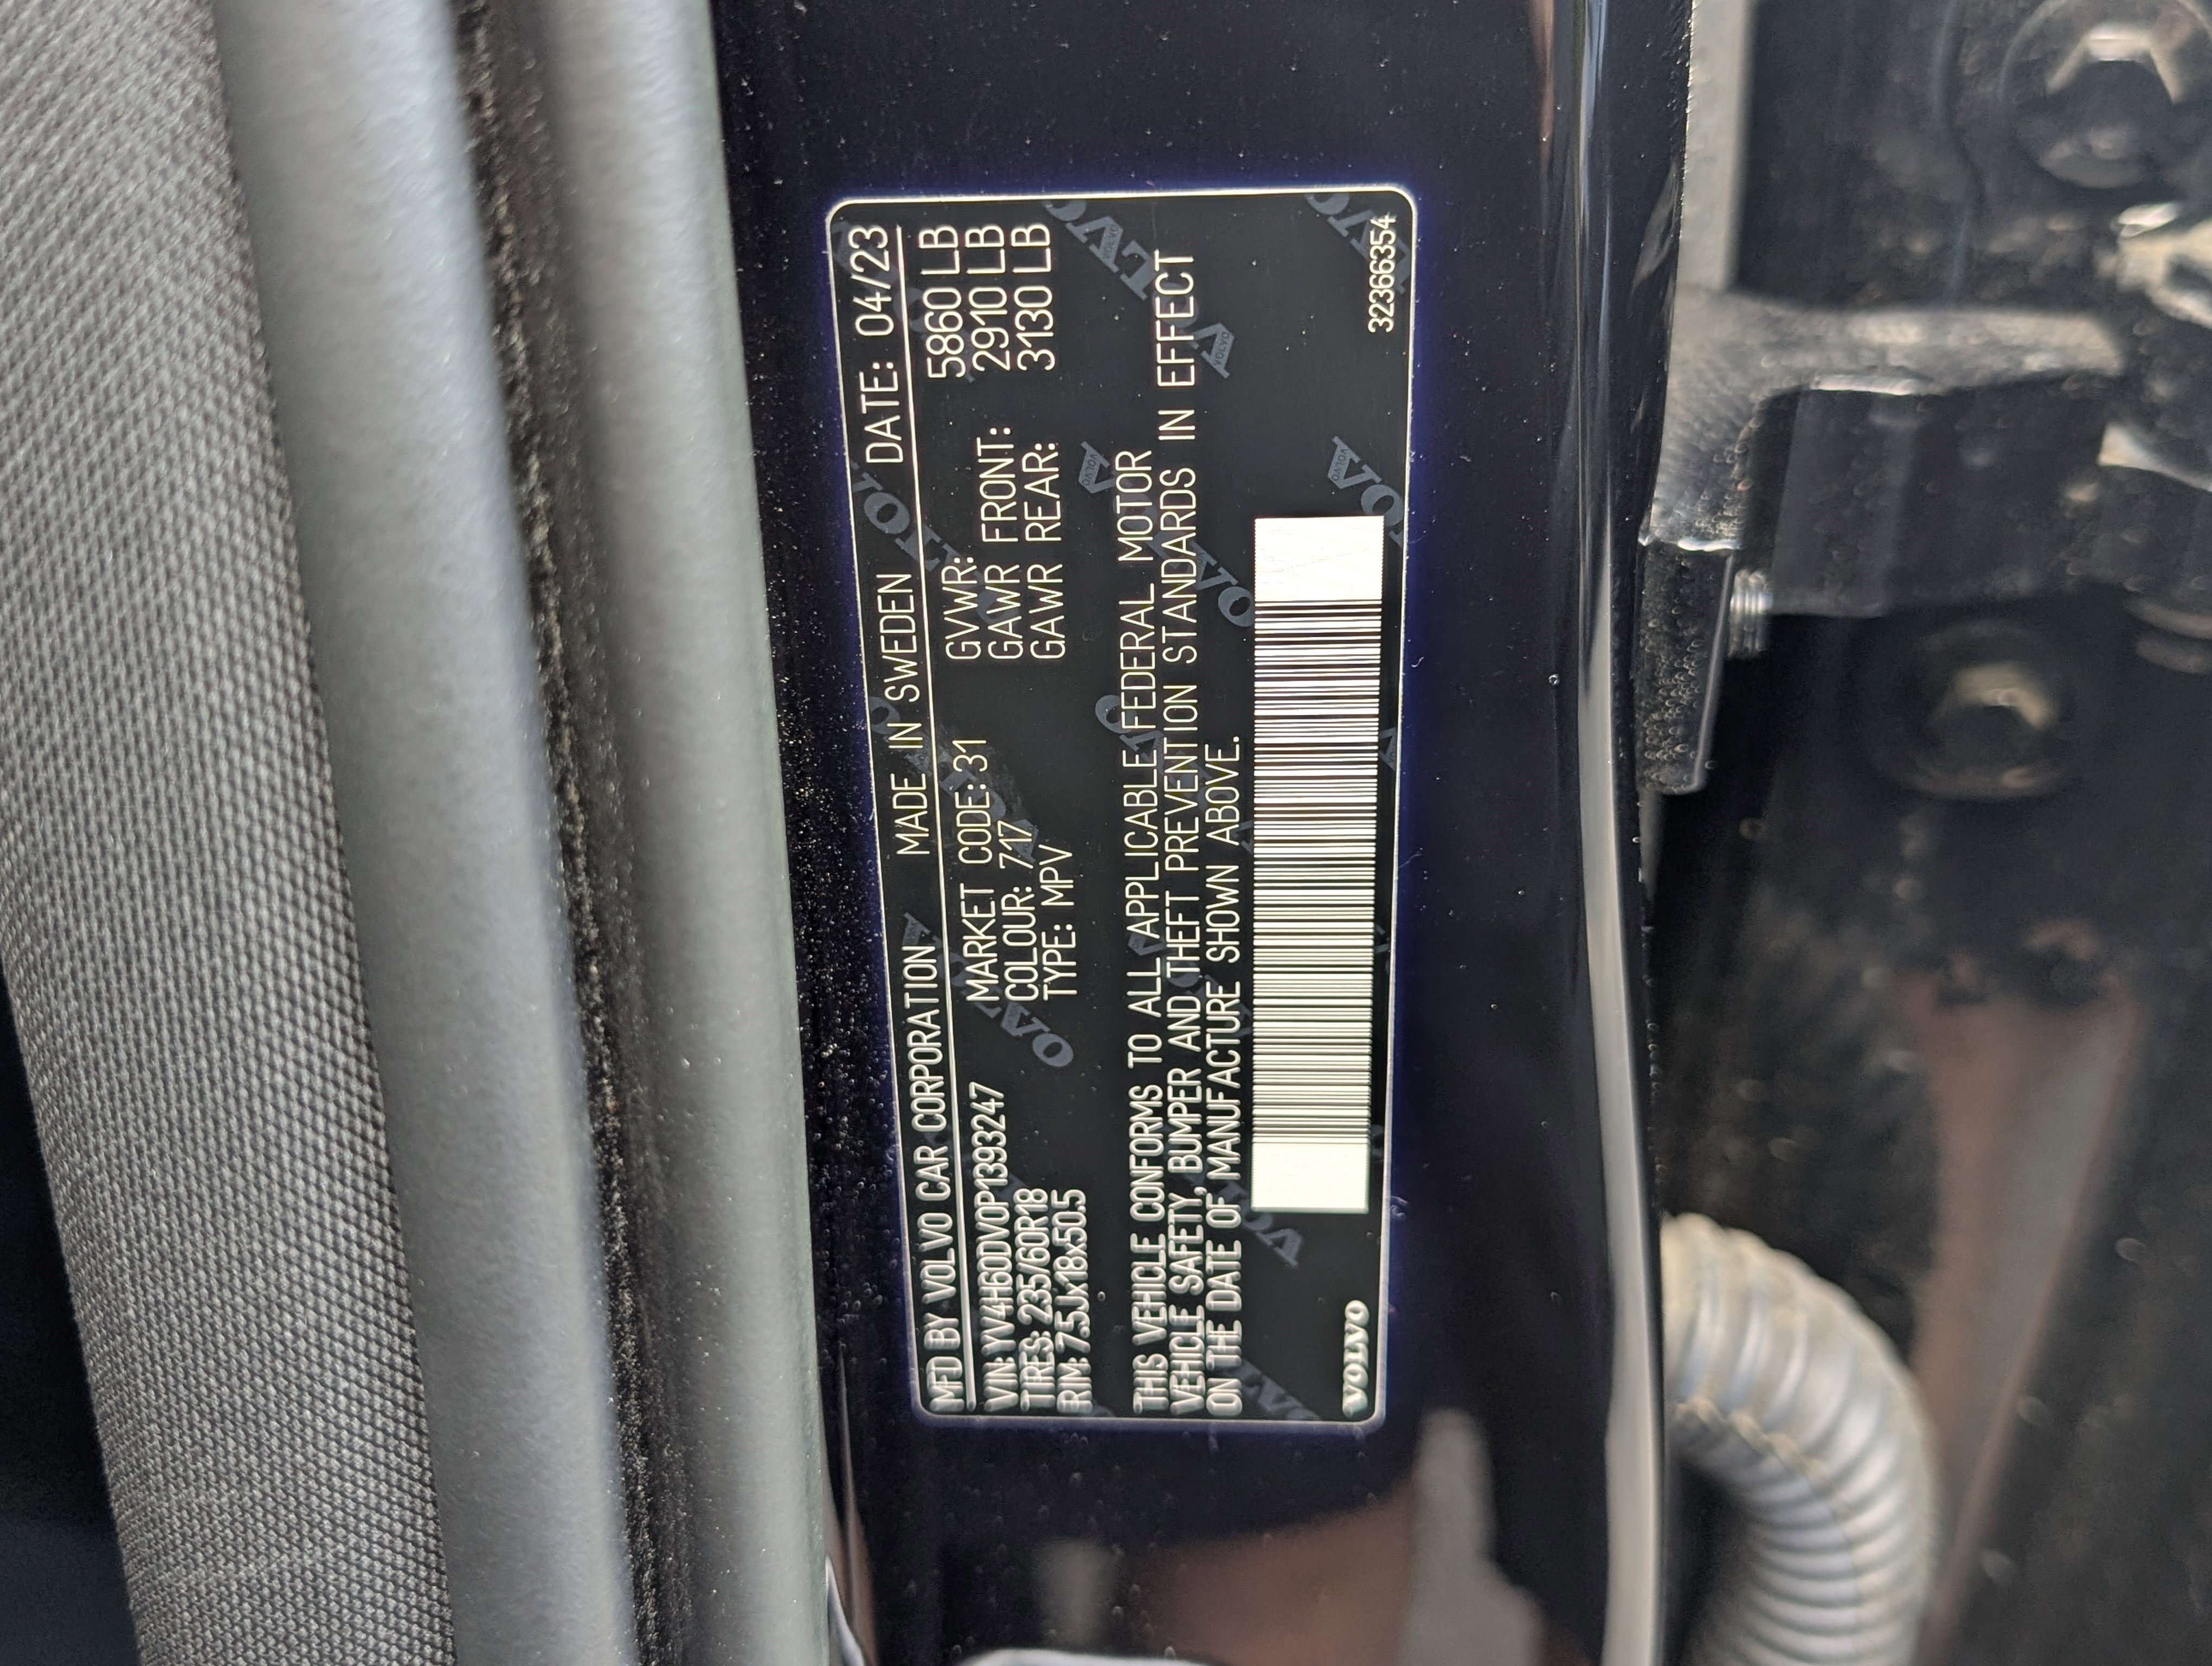 MFD BY VOLVO CAR CORPORATION MADE IN SWEDEN DATE: 04/23
VIN: YV4H60DV0P1393247 MARKET CODE: 31 GVWR: 5860 LB
TIRES: 235/60R18 COLOUR: 717 GAWR FRONT: 2910 LB
RIM: 7.5Jx18x50.5 TYPE: MPV GAWR REAR: 3130 LB
THIS VEHICLE CONFORMS TO ALL APPLICABLE FEDERAL MOTOR
VEHICLE SAFETY, BUMPER AND THEFT PREVENTION STANDARDS IN EFFECT
ON THE DATE OF MANUFACTURE SHOWN ABOVE.
VOLVO 32366354